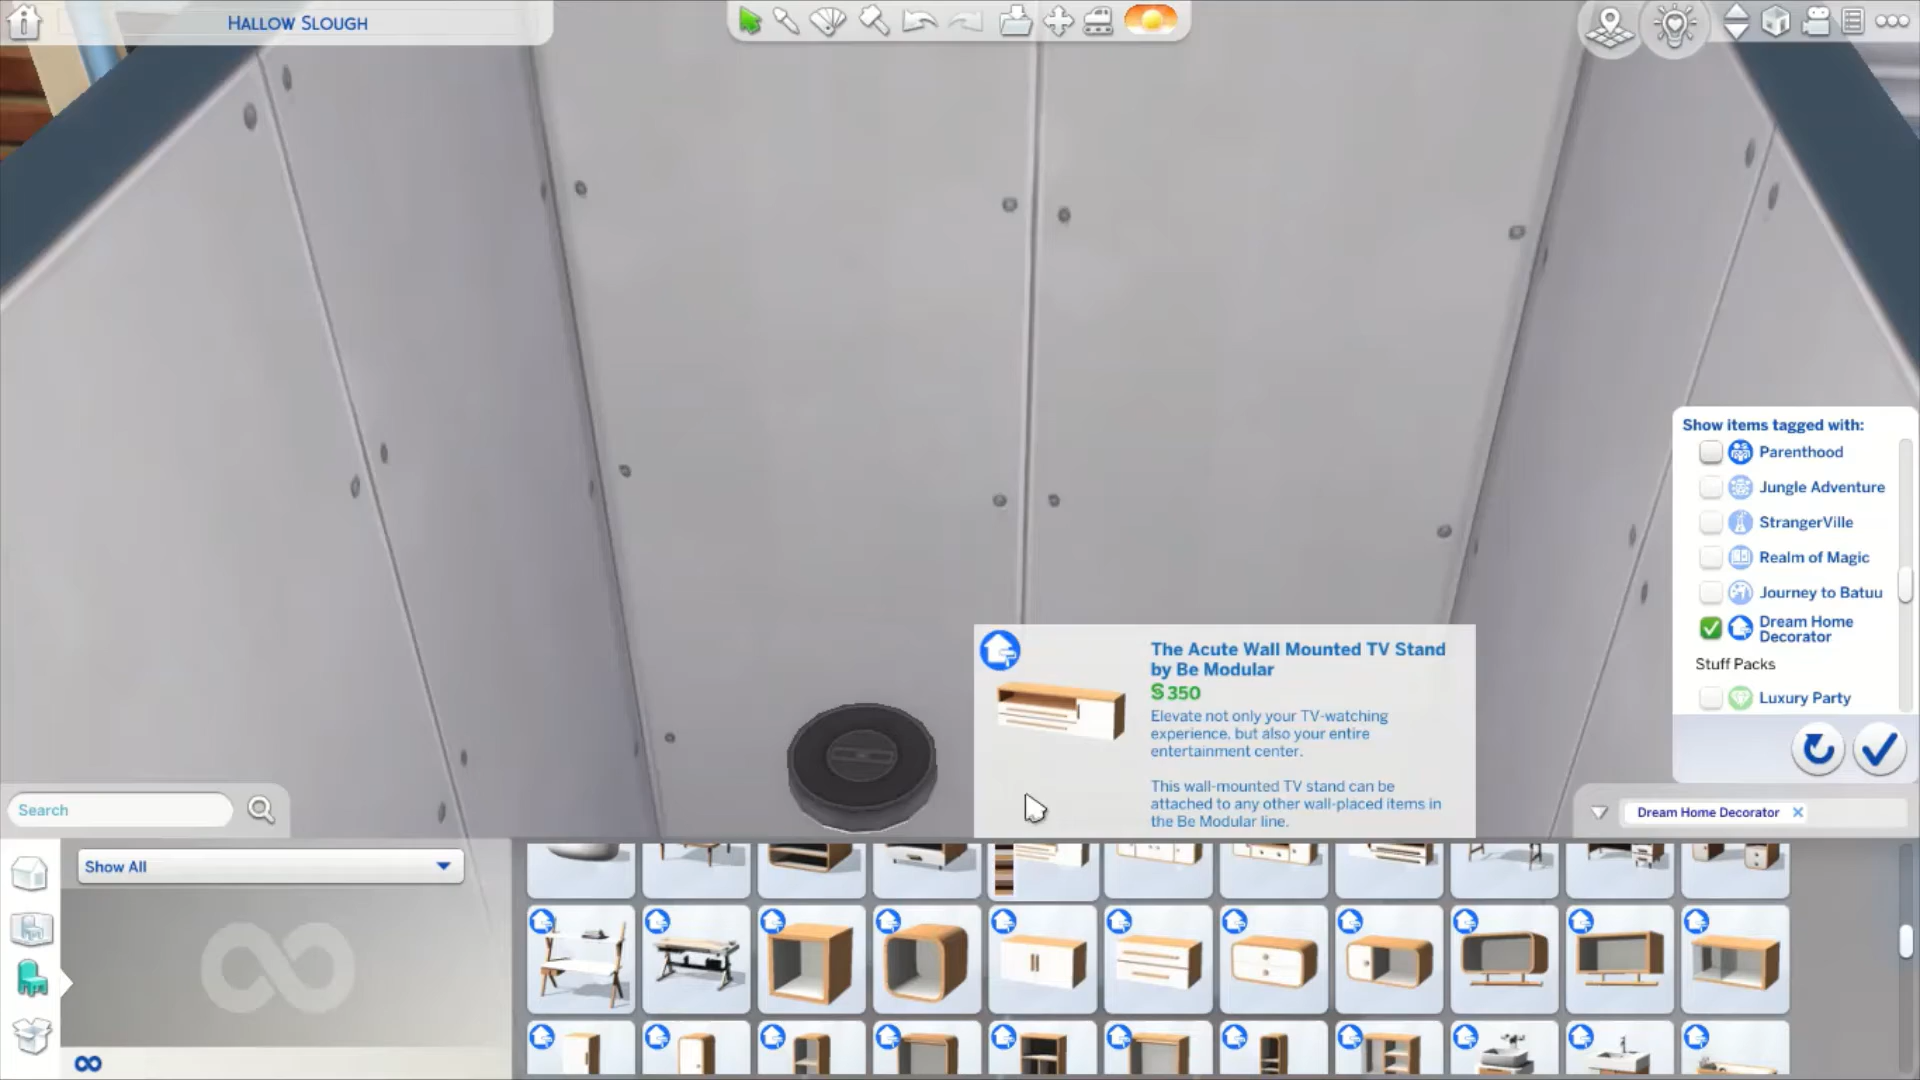 HALLOW SLOUGH
Show items tagged with:
Parenthood
Jungle Adventure
StrangerVille
Realm of Magic
Journey to Batuu
Dream Home
Decorator
Stuff Packs
Luxury Party
The Acute Wall Mounted TV Stand
by Be Modular
§350
Elevate not only your TV-watching
experience, but also your entire
entertainment center.
This wall-mounted TV stand can be
attached to any other wall-placed items in
the Be Modular line.
Search
Dream Home Decorator
Show All